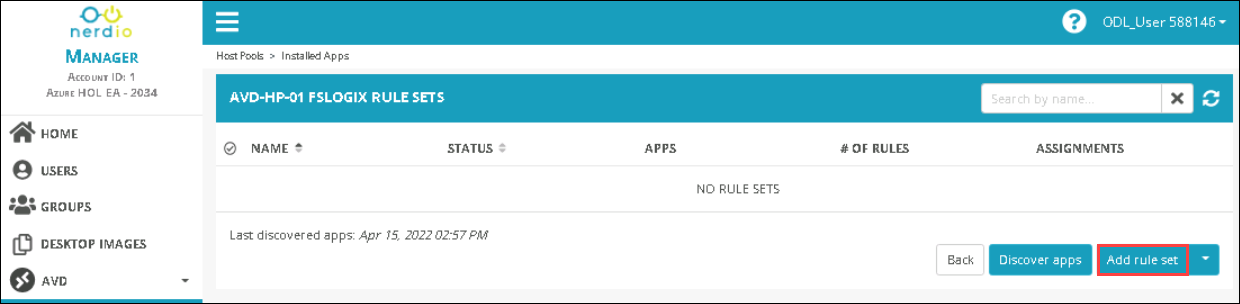 nerdio
MANAGER
ACCOUNT ID: 1
AZURE HOL EA - 2034
HOME
USERS
GROUPS
DESKTOP IMAGES
AVD
? ODL_User 588146
Host Pools > Installed Apps
AVD-HP-01 FSLOGIX RULE SETS Search by name...
NAME STATUS APPS # OF RULES ASSIGNMENTS
NO RULE SETS
Last discovered apps: Apr 15, 2022 02:57 PM
Back Discover apps Add rule set